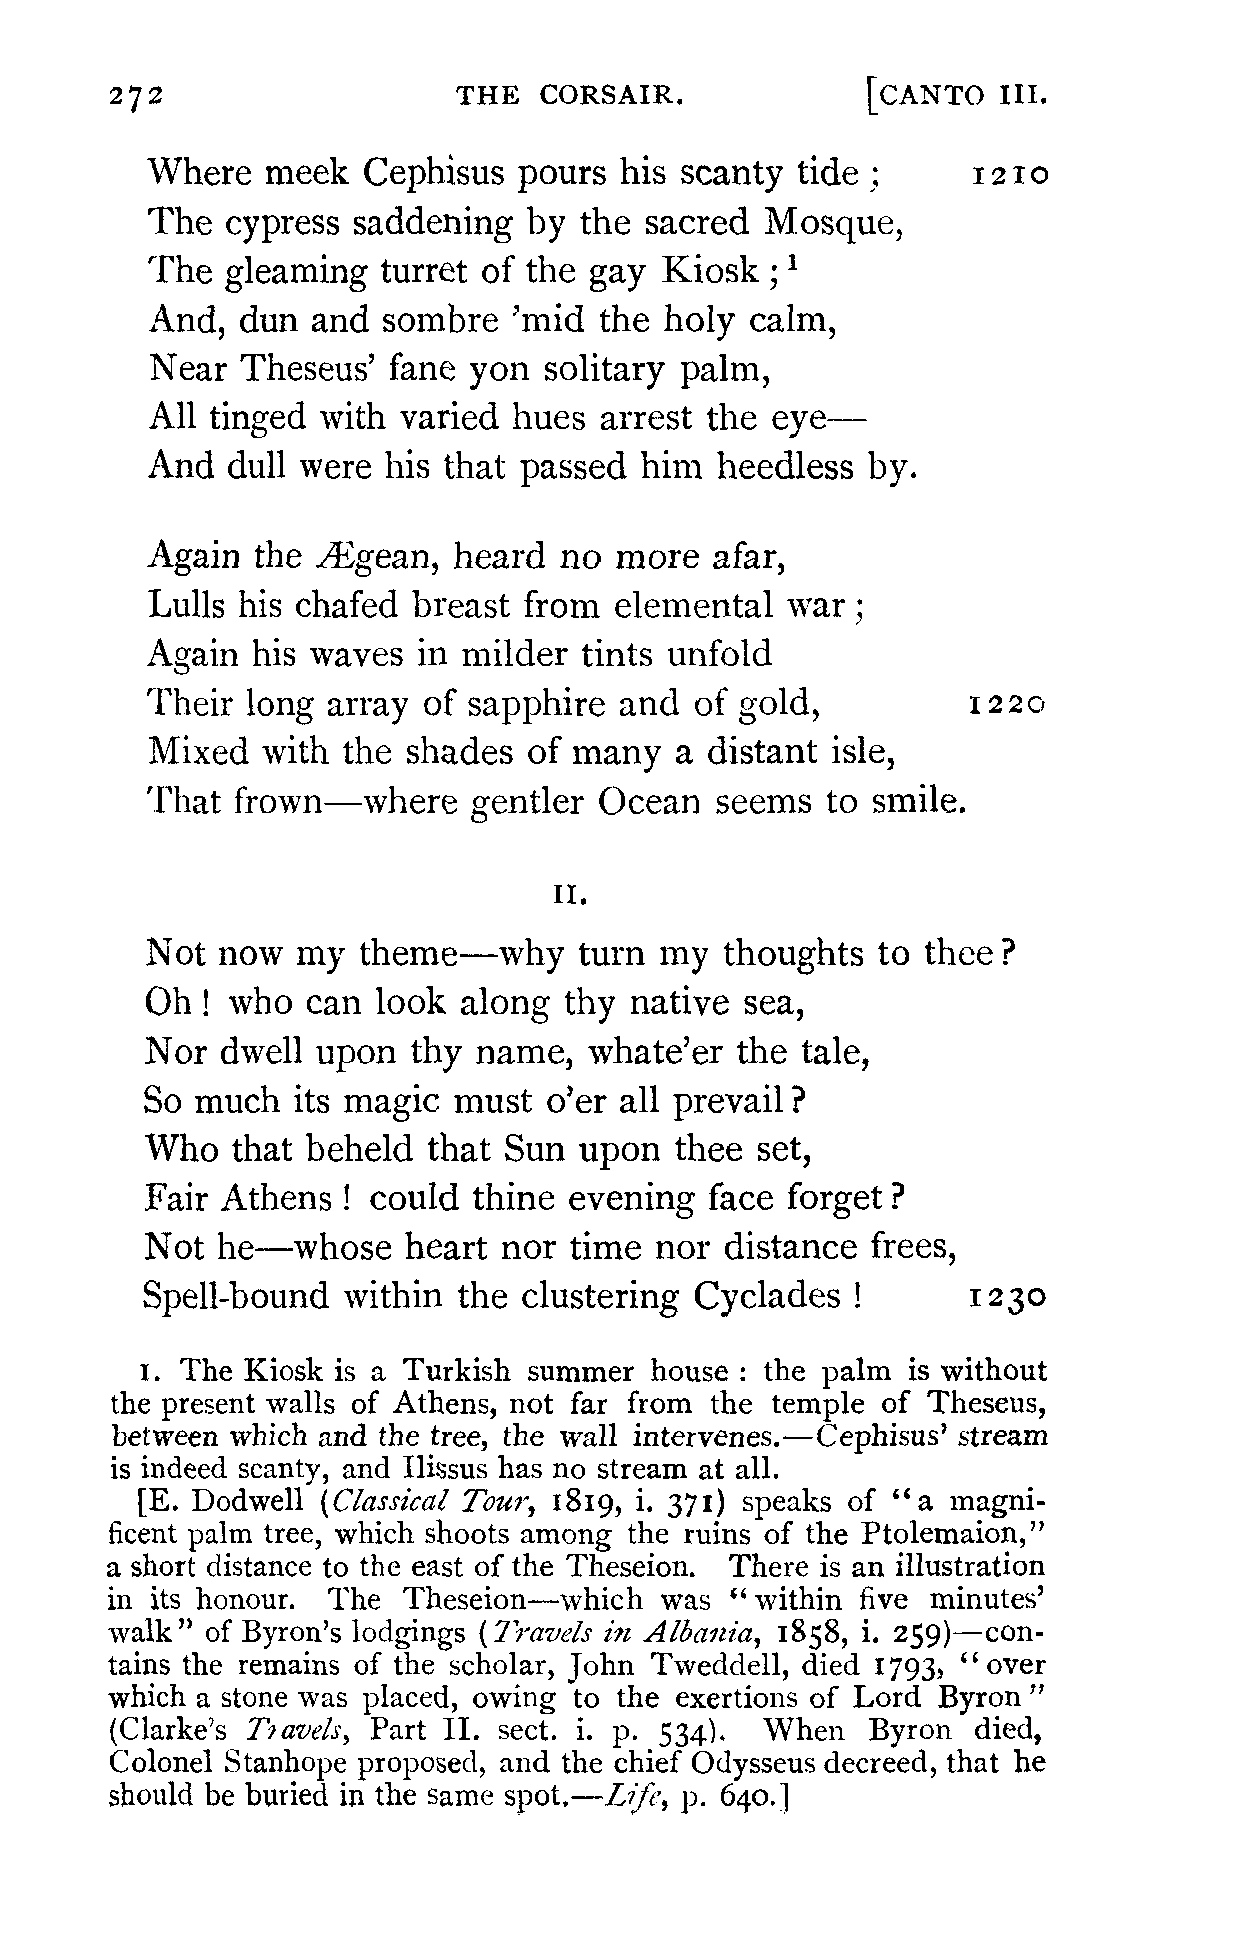 272 THE CORSAIR. [CANTO III.
Where meek Cephisus pours his scanty tide ; 1210
The cypress saddening by the sacred Mosque,
The gleaming turret of the gay Kiosk ; ¹
And, dun and sombre 'mid the holy calm,
Near Theseus' fane yon solitary palm,
All tinged with varied hues arrest the eye—
And dull were his that passed him heedless by.
Again the Ægean, heard no more afar,
Lulls his chafed breast from elemental war ;
Again his waves in milder tints unfold
Their long array of sapphire and of gold, 1220
Mixed with the shades of many a distant isle,
That frown—where gentler Ocean seems to smile.
II.
Not now my theme—why turn my thoughts to thee ?
Oh ! who can look along thy native sea,
Nor dwell upon thy name, whate'er the tale,
So much its magic must o'er all prevail ?
Who that beheld that Sun upon thee set,
Fair Athens ! could thine evening face forget ?
Not he—whose heart nor time nor distance frees,
Spell-bound within the clustering Cyclades ! 1230
1. The Kiosk is a Turkish summer house : the palm is without
the present walls of Athens, not far from the temple of Theseus,
between which and the tree, the wall intervenes.—Cephisus' stream
is indeed scanty, and Ilissus has no stream at all.
[E. Dodwell (Classical Tour, 1819, i. 371) speaks of "a magni-
ficent palm tree, which shoots among the ruins of the Ptolemaion,"
a short distance to the east of the Theseion. There is an illustration
in its honour. The Theseion—which was "within five minutes'
walk" of Byron's lodgings (Travels in Albania, 1858, i. 259)—con-
tains the remains of the scholar, John Tweddell, died 1793, "over
which a stone was placed, owing to the exertions of Lord Byron"
(Clarke's Travels, Part II. sect. i. p. 534). When Byron died,
Colonel Stanhope proposed, and the chief Odysseus decreed, that he
should be buried in the same spot.—Life, p. 640.]